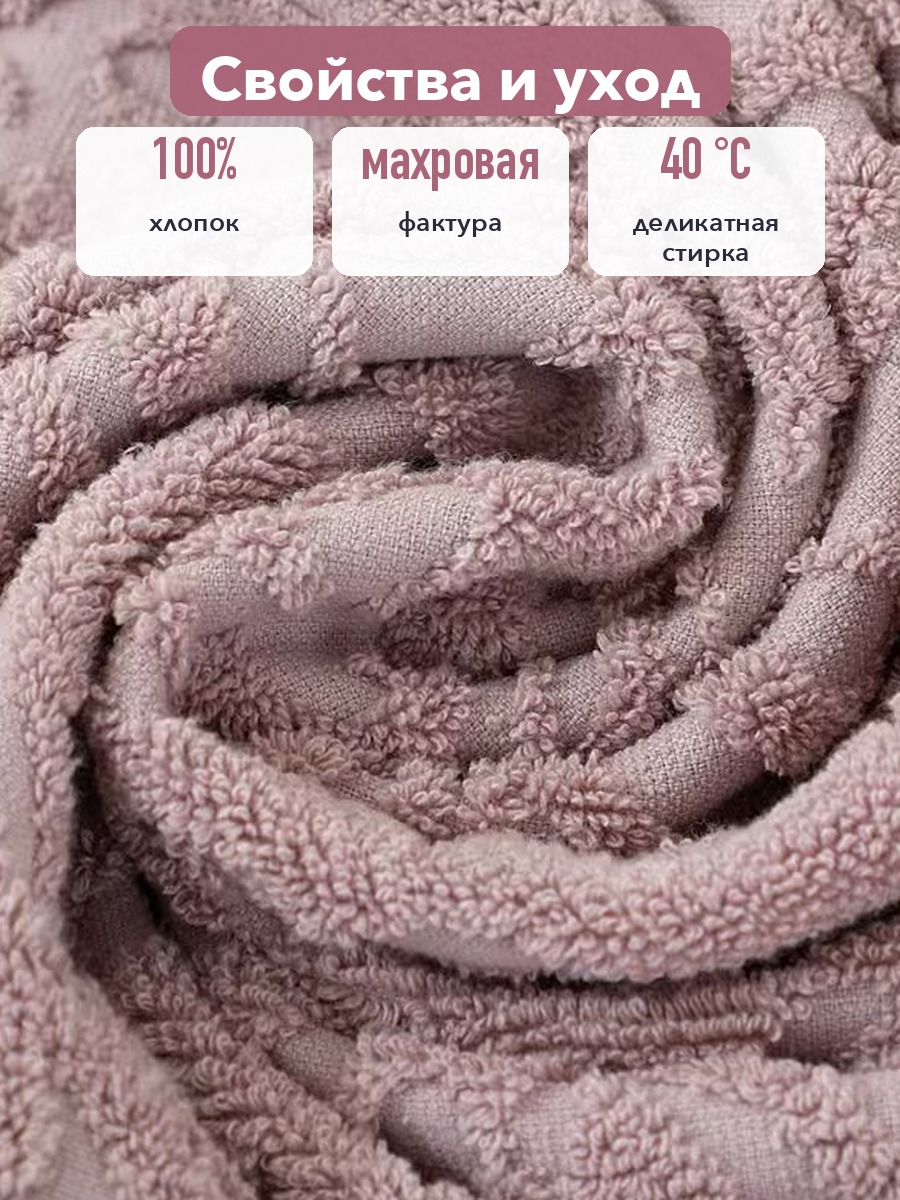 Свойства и уход
100%
хлопок
махровая
фактура
40 °C
деликатная
стирка